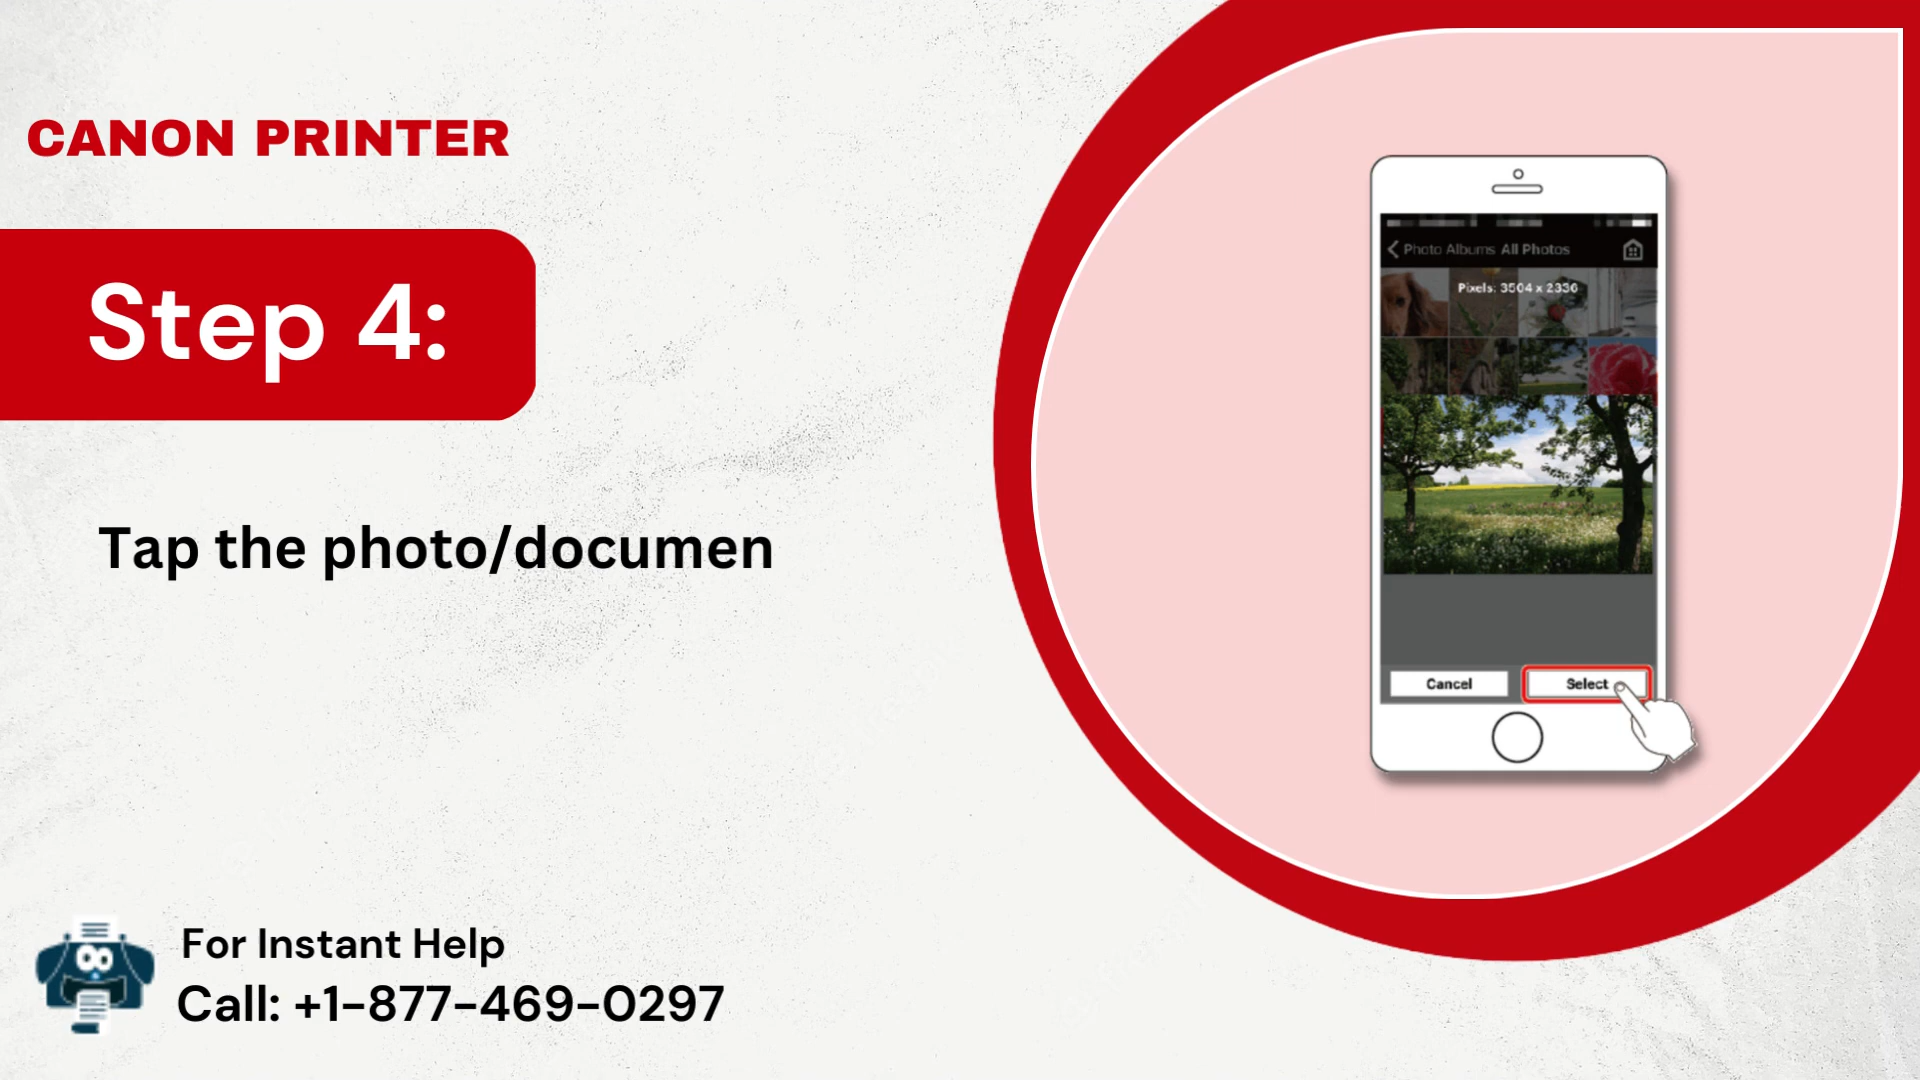 CANON PRINTER
Step 4:
Tap the photo/documen
Photo Albums All Photos
Pixels: 3504 x 2336
Cancel
Select
For Instant Help
Call: +1-877-469-0297